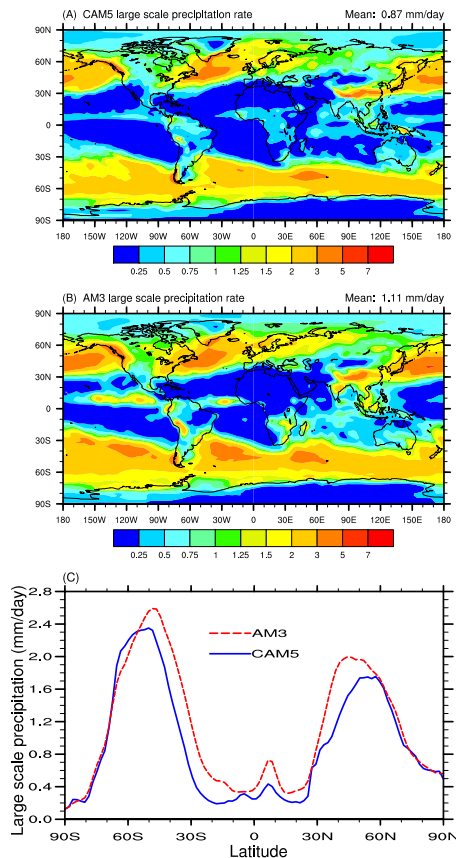 (A) CAM5 large scale precipitation rate Mean: 0.87 mm/day
90N
60N
30N
0
30S
60S
90S
180 150W 120W 90W 60W 30W 0 30E 60E 90E 120E 150E 180
0.25 0.5 0.75 1 1.25 1.5 2 3 5 7
(B) AM3 large scale precipitation rate Mean: 1.11 mm/day
90N
60N
30N
0
30S
60S
90S
180 150W 120W 90W 60W 30W 0 30E 60E 90E 120E 150E 180
0.25 0.5 0.75 1 1.25 1.5 2 3 5 7
(C)
Large scale precipitation (mm/day)
2.8
2.4
2.0
1.6
1.2
0.8
0.4
0.0
AM3
CAM5
90S 60S 30S 0 30N 60N 90N
Latitude